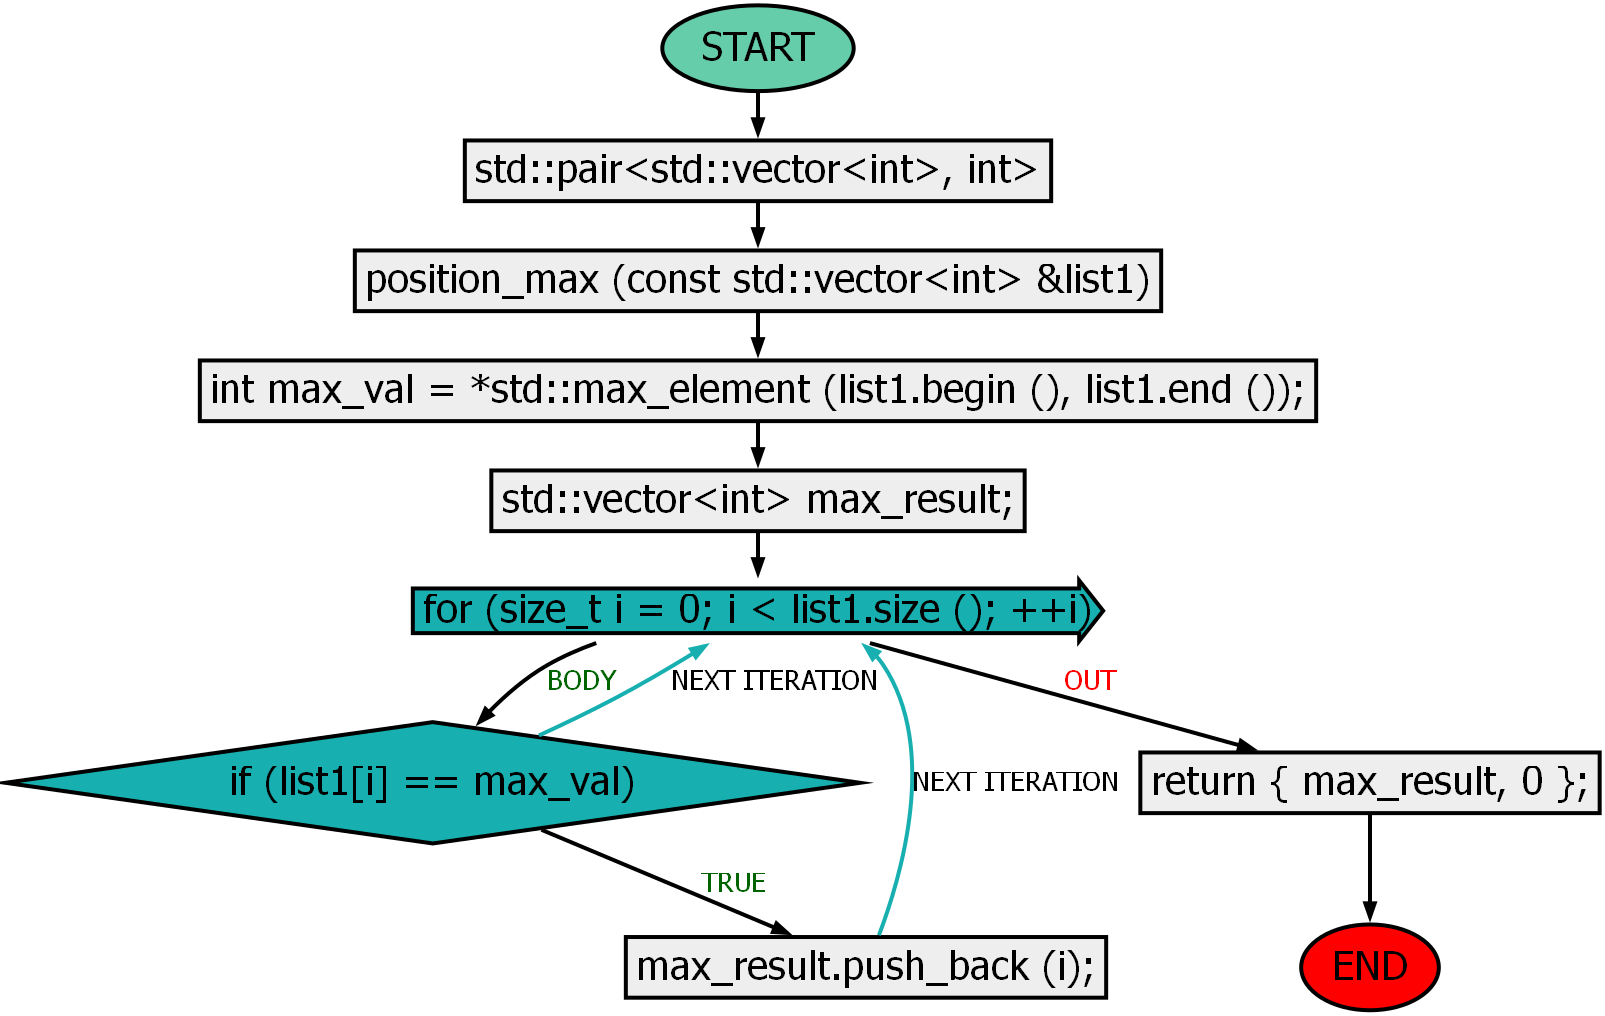 START
std::pair<std::vector<int>, int>
position_max (const std::vector<int> &list1)
int max_val = *std::max_element (list1.begin (), list1.end ());
std::vector<int> max_result;
for (size_t i = 0; i < list1.size (); ++i)
BODY
NEXT ITERATION
OUT
if (list1[i] == max_val)
NEXT ITERATION
return { max_result, 0 };
TRUE
max_result.push_back (i);
END